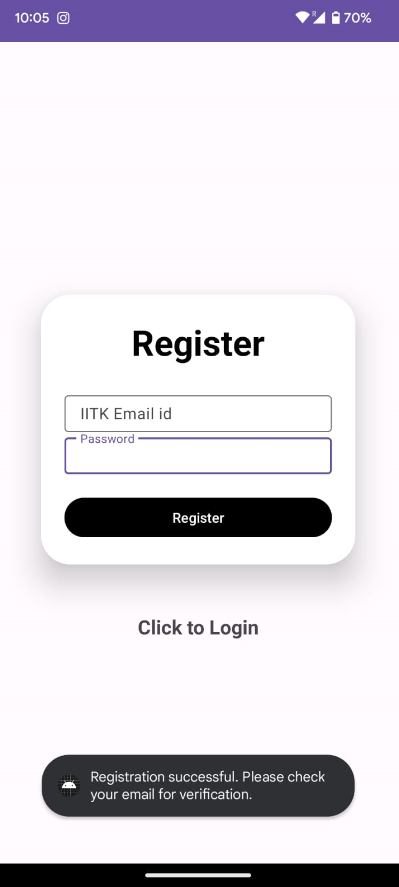 10:05
R 70%
Register
IITK Email id
Password
Register
Click to Login
Registration successful. Please check
your email for verification.